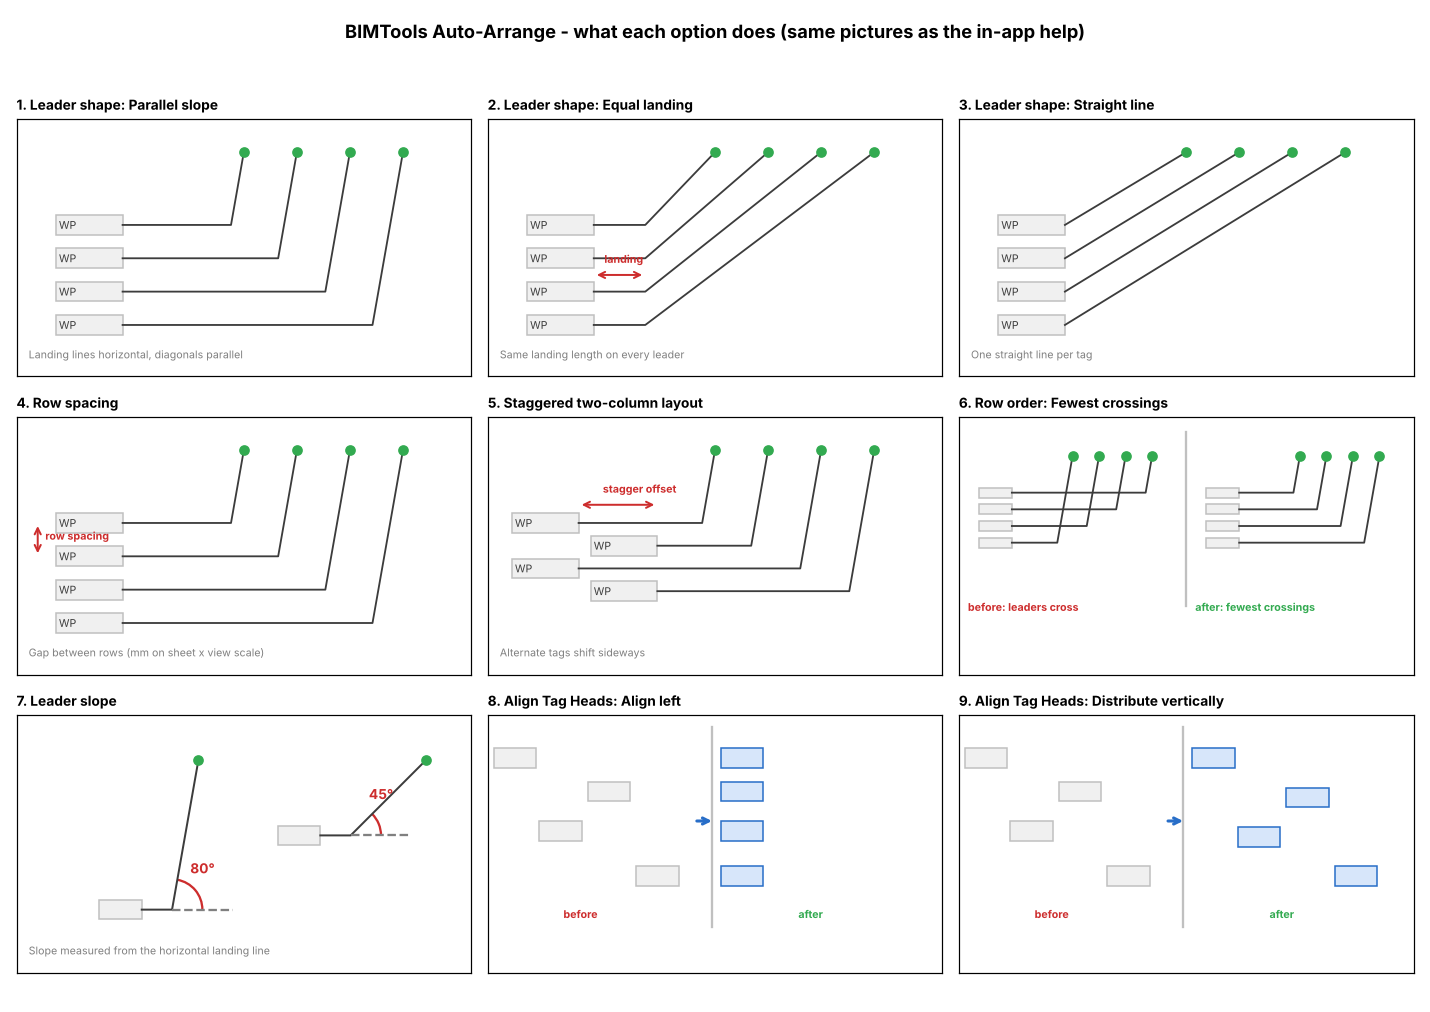 BIMTools Auto-Arrange - what each option does (same pictures as the in-app help)
1. Leader shape: Parallel slope
WP
WP
WP
WP
Landing lines horizontal, diagonals parallel
2. Leader shape: Equal landing
WP
WP
landing
WP
WP
Same landing length on every leader
3. Leader shape: Straight line
WP
WP
WP
WP
One straight line per tag
4. Row spacing
WP
row spacing
WP
WP
WP
Gap between rows (mm on sheet x view scale)
5. Staggered two-column layout
stagger offset
WP
WP
WP
WP
Alternate tags shift sideways
6. Row order: Fewest crossings
before: leaders cross
after: fewest crossings
7. Leader slope
45°
80°
Slope measured from the horizontal landing line
8. Align Tag Heads: Align left
before
after
9. Align Tag Heads: Distribute vertically
before
after